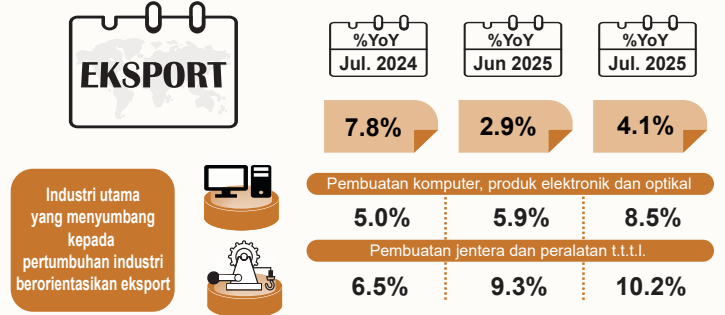 EKSPORT
%YoY
Jul. 2024
%YoY
Jun 2025
%YoY
Jul. 2025
7.8%
2.9%
4.1%
Industri utama
yang menyumbang
kepada
pertumbuhan industri
berorientasikan eksport
Pembuatan komputer, produk elektronik dan optikal
5.0%
5.9%
8.5%
Pembuatan jentera dan peralatan t.t.t.l.
6.5%
9.3%
10.2%